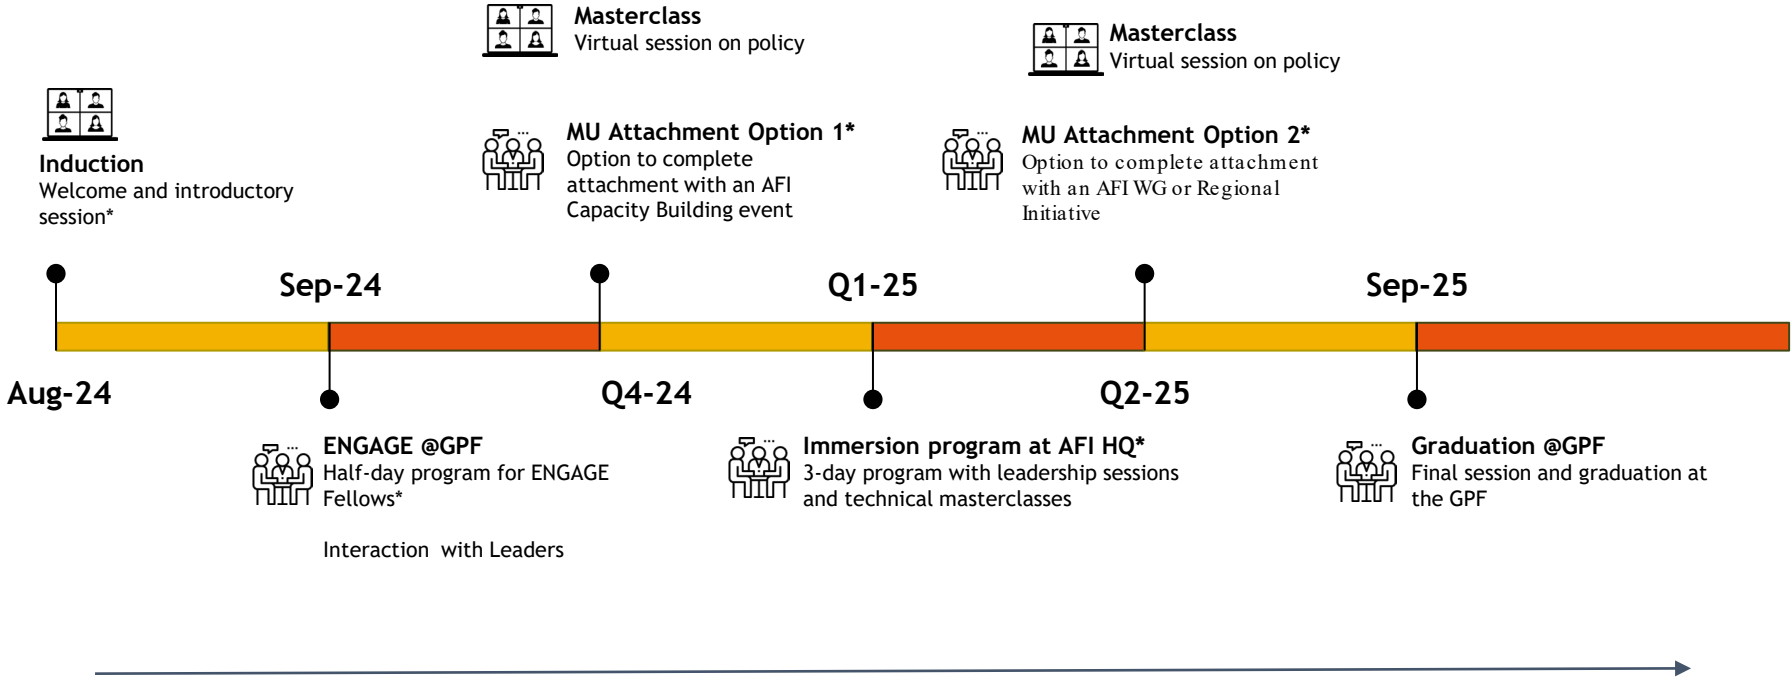 Masterclass
Virtual session on policy
Masterclass
Virtual session on policy
Induction
Welcome and introductory
session*
MU Attachment Option 1*
Option to complete
attachment with an AFI
Capacity Building event
MU Attachment Option 2*
Option to complete attachment
with an AFI WG or Regional
Initiative
Sep-24
Q1-25
Sep-25
Aug-24
Q4-24
Q2-25
ENGAGE @GPF
Half-day program for ENGAGE
Fellows*
Interaction with Leaders
Immersion program at AFI HQ*
3-day program with leadership sessions
and technical masterclasses
Graduation @GPF
Final session and graduation at
the GPF